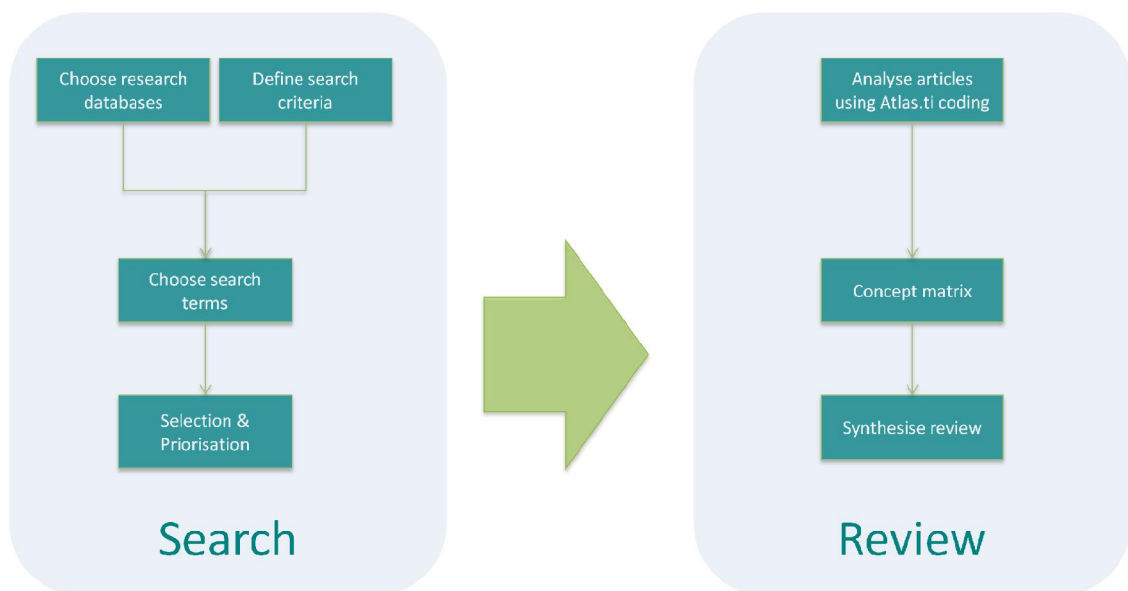 Choose research
databases
Define search
criteria
Choose search
terms
Selection &
Priorisation
Search
Analyse articles
using Atlas.ti coding
Concept matrix
Synthesise review
Review